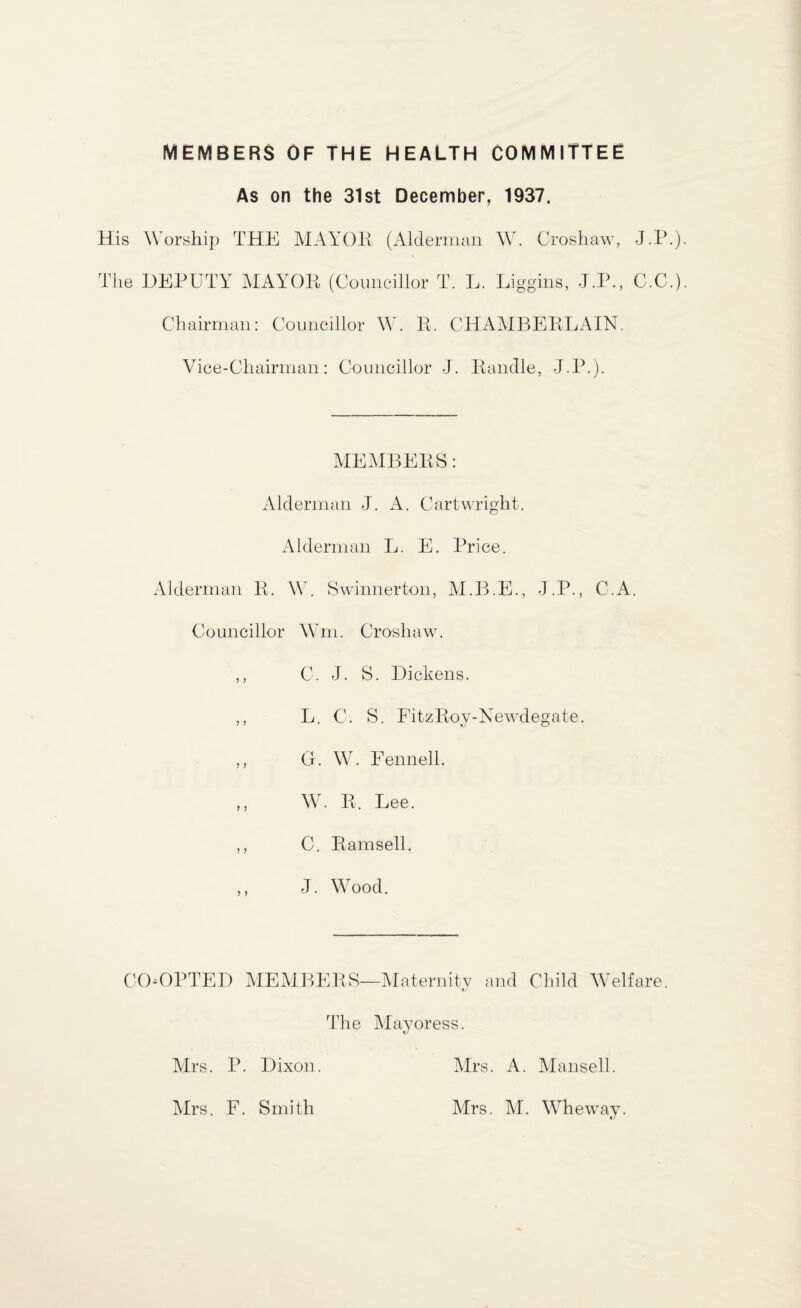 MEMBERS OF THE HEALTH COMMITTEE
As on the 31st December, 1937.
His Worship THE MAYOR (Alderman W. Croshaw, J.P.).
The DEPUTY MAYOR (Councillor T. L. Liggins, J.P., C.C.).
Chairman: Councillor W. R. CHAMBERLAIN.
Vice-Chairman: Councillor J. Randle, J.P.).
MEMBERS:
Alderman J. A. Cartwright.
Alderman L. E. Price.
Alderman R. W. Swinnerton, M.B.E., J.P., C.A.
Councillor Wm. Croshaw.
,, C. J. S. Dickens.
,, L. C. S. FitzRoy-Newdegate.
,, G. W. Fennell.
,, W. R. Lee.
,, C. Ramsell.
,, J. Wood.
CO-OPTED MEMBERS—Maternity and Child Welfare.
The Mayoress.
Mrs. P. Dixon. Mrs. A. Mansell.
Mrs. F. Smith Mrs. M. Wheway.